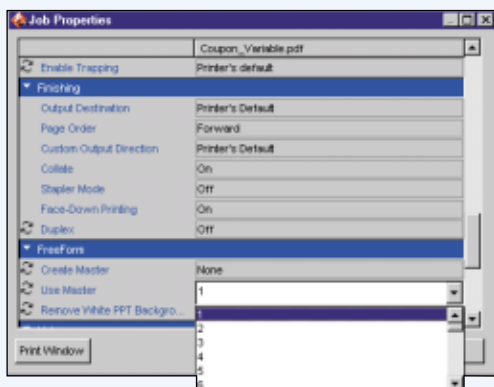 Job Properties
Coupon_Variable.pdf
Enable Trapping Printer's default
Finishing
Output Destination Printer's Default
Page Order Forward
Custom Output Direction Printer's Default
Collate On
Stapler Mode Off
Face-Down Printing On
Duplex Off
FreeForm
Create Master None
Use Master 1
Remove White PPT Backgro... 1
2
3
Print Window
4
5